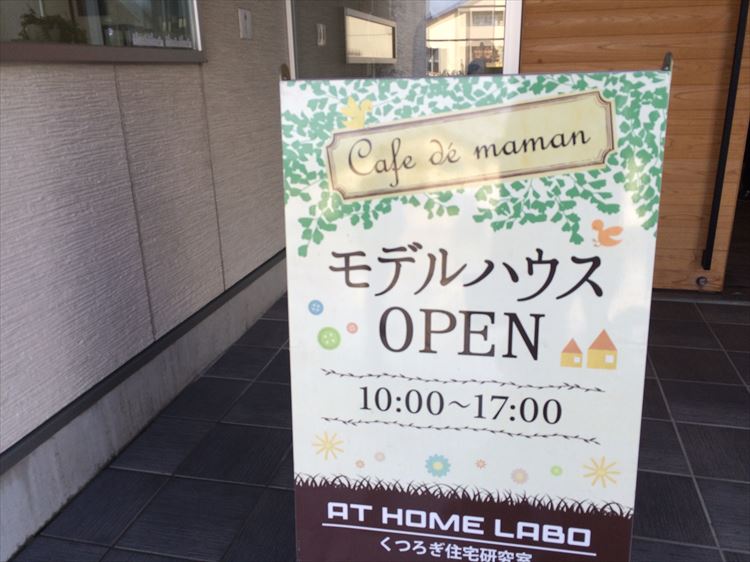 Cafe dé maman
モデルハウス
OPEN
10:00~17:00
AT HOME LABO
くつろぎ住宅研究室